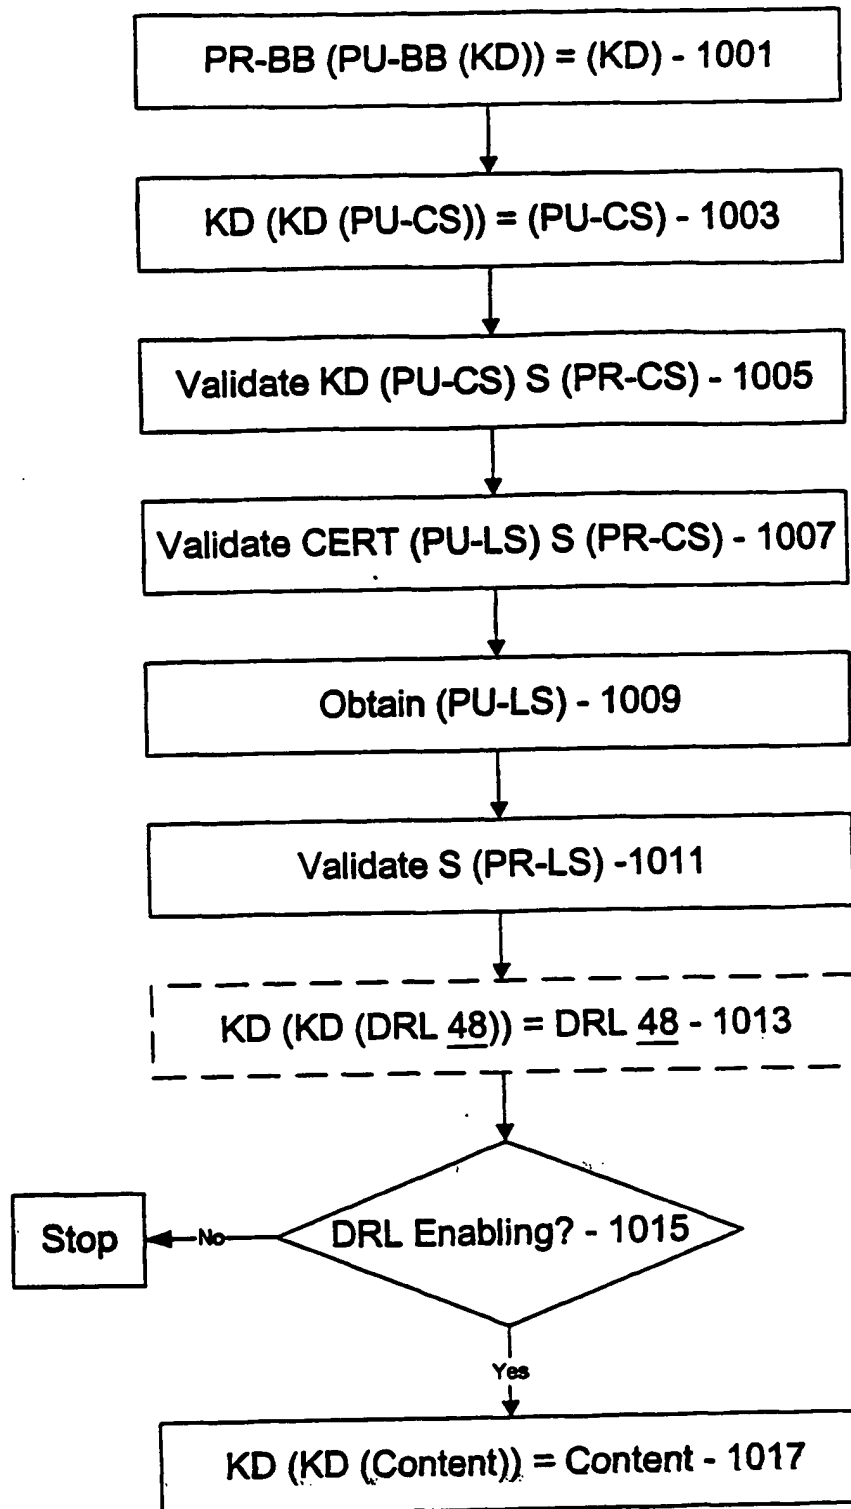 PR-BB (PU-BB (KD)) = (KD) - 1001
KD (KD (PU-CS)) = (PU-CS) - 1003
Validate KD (PU-CS) S (PR-CS) - 1005
Validate CERT (PU-LS) S (PR-CS) - 1007
Obtain (PU-LS) - 1009
Validate S (PR-LS) -1011
KD (KD (DRL 48)) = DRL 48 - 1013
DRL Enabling? - 1015
No
Stop
Yes
KD (KD (Content)) = Content - 1017